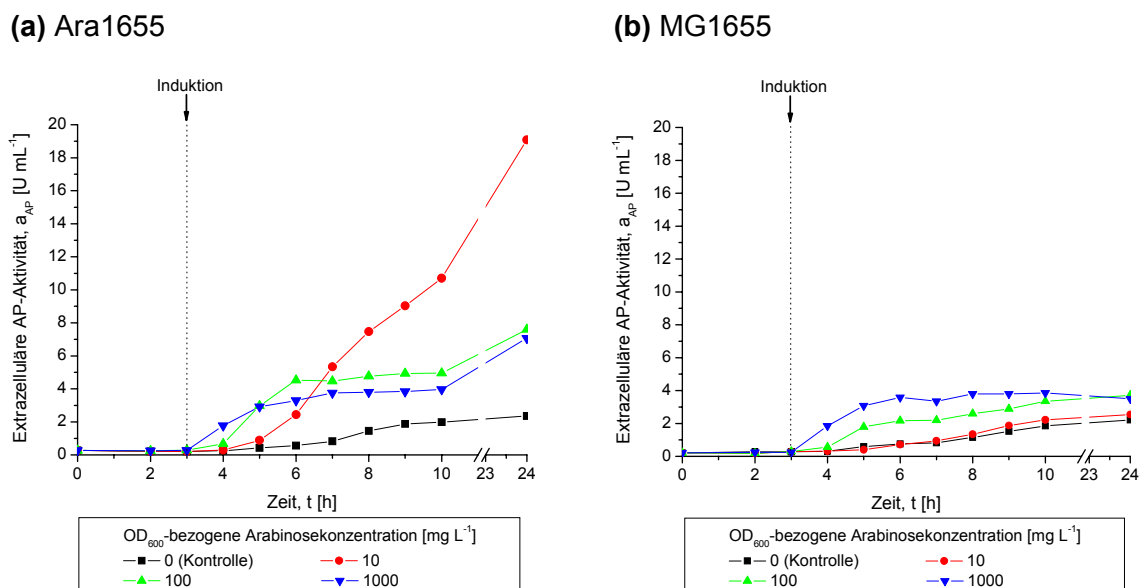 (a) Ara1655
Induktion
20
18
16
14
12
10
8
6
4
2
0
Extrazelluläre AP-Aktivität, a_AP [U mL⁻¹]
0 2 4 6 8 10 23 24
Zeit, t [h]
OD₆₀₀-bezogene Arabinosekonzentration [mg L⁻¹]
0 (Kontrolle) 10
100 1000
(b) MG1655
Induktion
20
18
16
14
12
10
8
6
4
2
0
Extrazelluläre AP-Aktivität, a_AP [U mL⁻¹]
0 2 4 6 8 10 23 24
Zeit, t [h]
OD₆₀₀-bezogene Arabinosekonzentration [mg L⁻¹]
0 (Kontrolle) 10
100 1000